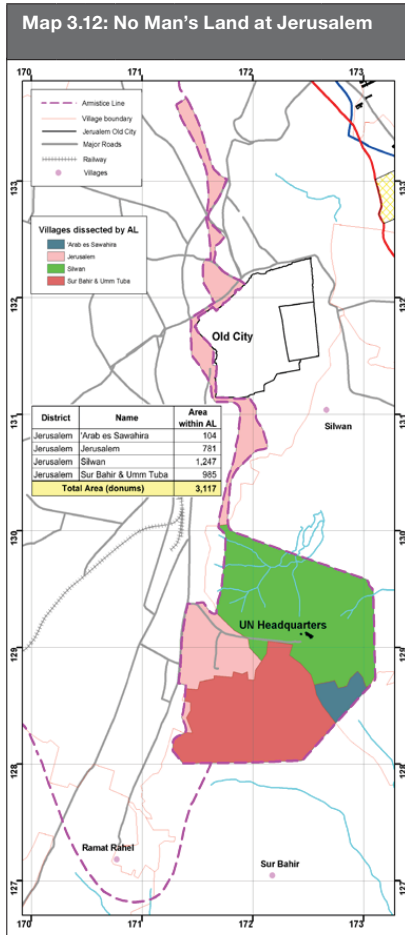 Map 3.12: No Man's Land at Jerusalem
170 171 172 173
Armistice Line
Village boundary
Jerualem Old City
Major Roads
Railway
Villages
133
Villages dissected by AL
'Arab es Sawahira
Jerusalem
Silwan
Sur Bahir & Umm Tuba
132
Old City
131
Silwan
District Name Area within AL
Jerusalem 'Arab es Sawahira 104
Jerusalem Jerusalem 781
Jerusalem Silwan 1,247
Jerusalem Sur Bahir & Umm Tuba 985
Total Area (donums) 3,117
130
UN Headquarters
129
128
Ramat Rahel
Sur Bahir
127
170 171 172 173